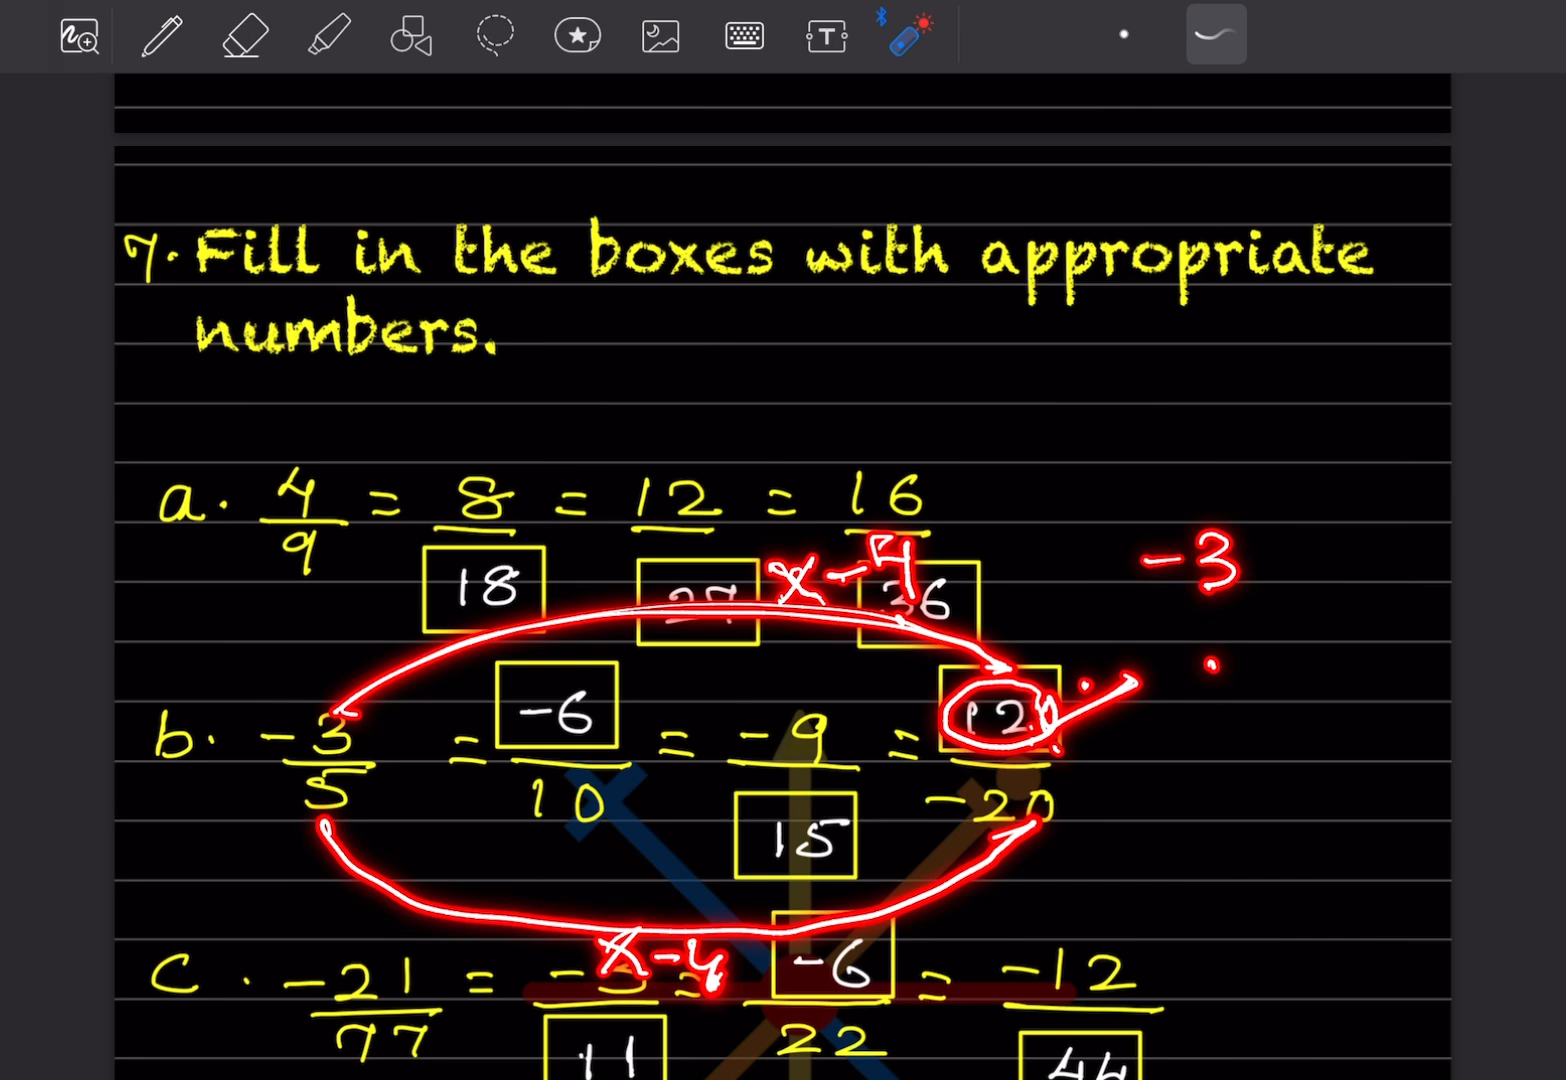 7. Fill in the boxes with appropriate
numbers.
a. 4/9 = 8/18 = 12/27 = 16/36
x-4
-3
b. -3/5 = -6/10 = -9/15 = 12/-20
x-4
c. -21/77 = -3/11 = -6/22 = -12/44